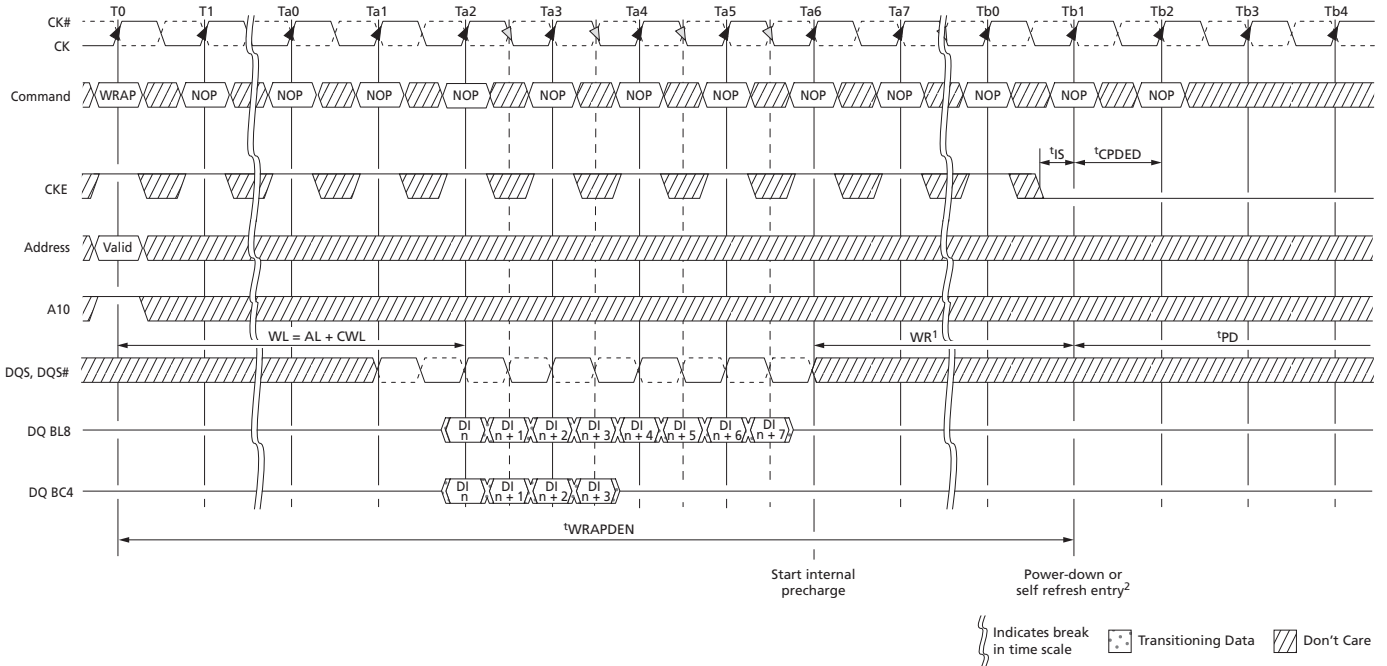 T0 T1 Ta0 Ta1 Ta2 Ta3 Ta4 Ta5 Ta6 Ta7 Tb0 Tb1 Tb2 Tb3 Tb4
CK#
CK
Command WRAP NOP NOP NOP NOP NOP NOP NOP NOP NOP NOP NOP NOP
tIS tCPDED
CKE
Address Valid
A10
WL = AL + CWL WR1 tPD
DQS, DQS#
DQ BL8 DI n DI n + 1 DI n + 2 DI n + 3 DI n + 4 DI n + 5 DI n + 6 DI n + 7
DQ BC4 DI n DI n + 1 DI n + 2 DI n + 3
tWRAPDEN
Start internal
precharge
Power-down or
self refresh entry2
Indicates break
in time scale
Transitioning Data
Don't Care